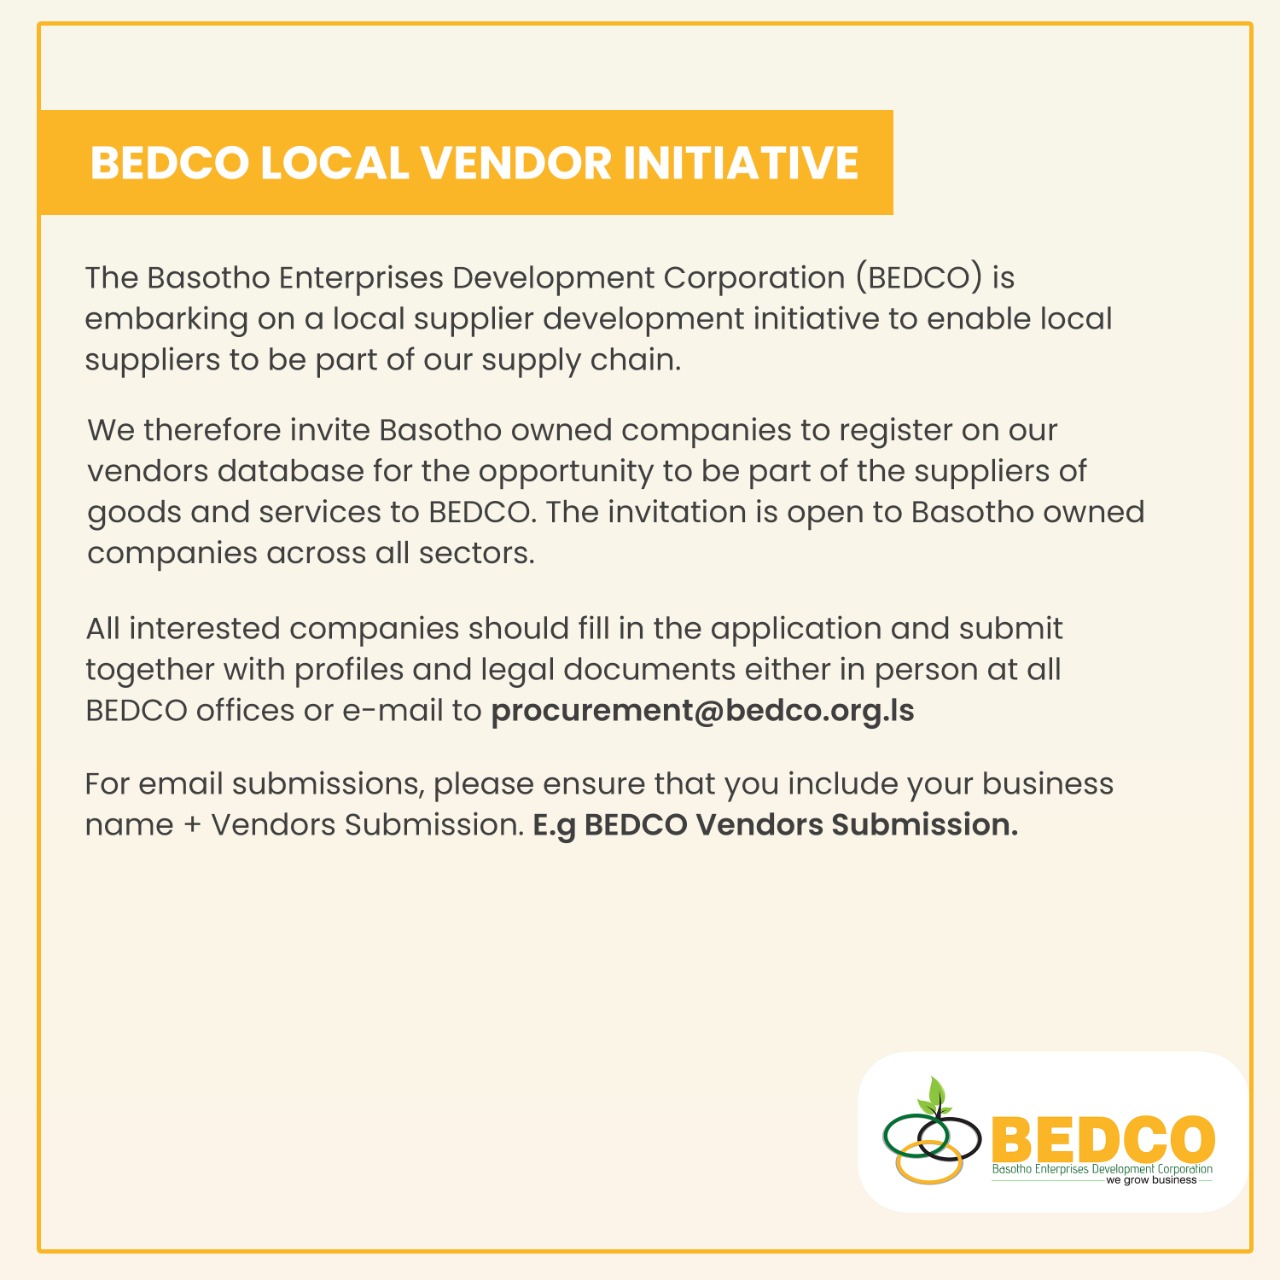 BEDCO LOCAL VENDOR INITIATIVE
The Basotho Enterprises Development Corporation (BEDCO) is
embarking on a local supplier development initiative to enable local
suppliers to be part of our supply chain.
We therefore invite Basotho owned companies to register on our
vendors database for the opportunity to be part of the suppliers of
goods and services to BEDCO. The invitation is open to Basotho owned
companies across all sectors.
All interested companies should fill in the application and submit
together with profiles and legal documents either in person at all
BEDCO offices or e-mail to procurement@bedco.org.ls
For email submissions, please ensure that you include your business
name + Vendors Submission. E.g BEDCO Vendors Submission.
BEDCO
Basotho Enterprises Development Corporation
we grow business